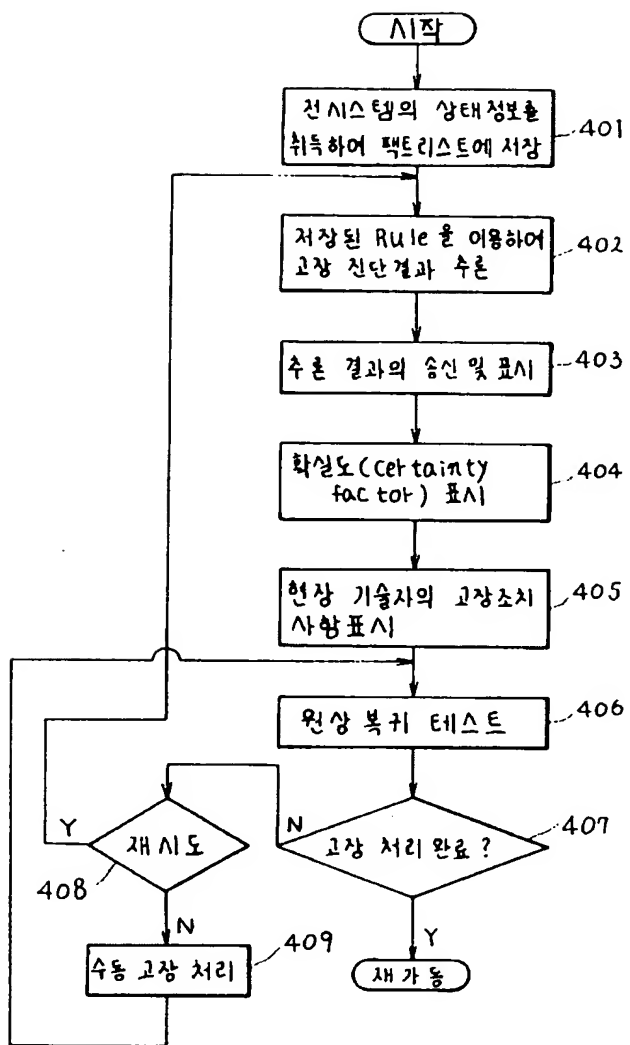 시작
전 시스템의 상태정보를
취득하여 팩트리스트에 저장
401
저장된 Rule을 이용하여
고장 진단결과 추론
402
추론 결과의 송신 및 표시
403
확실도(certainty
factor) 표시
404
현장 기술자의 고장조치
사항표시
405
원상 복귀 테스트
406
고장 처리 완료?
407
N
Y
재시도
408
Y
N
수동 고장 처리
409
재가동